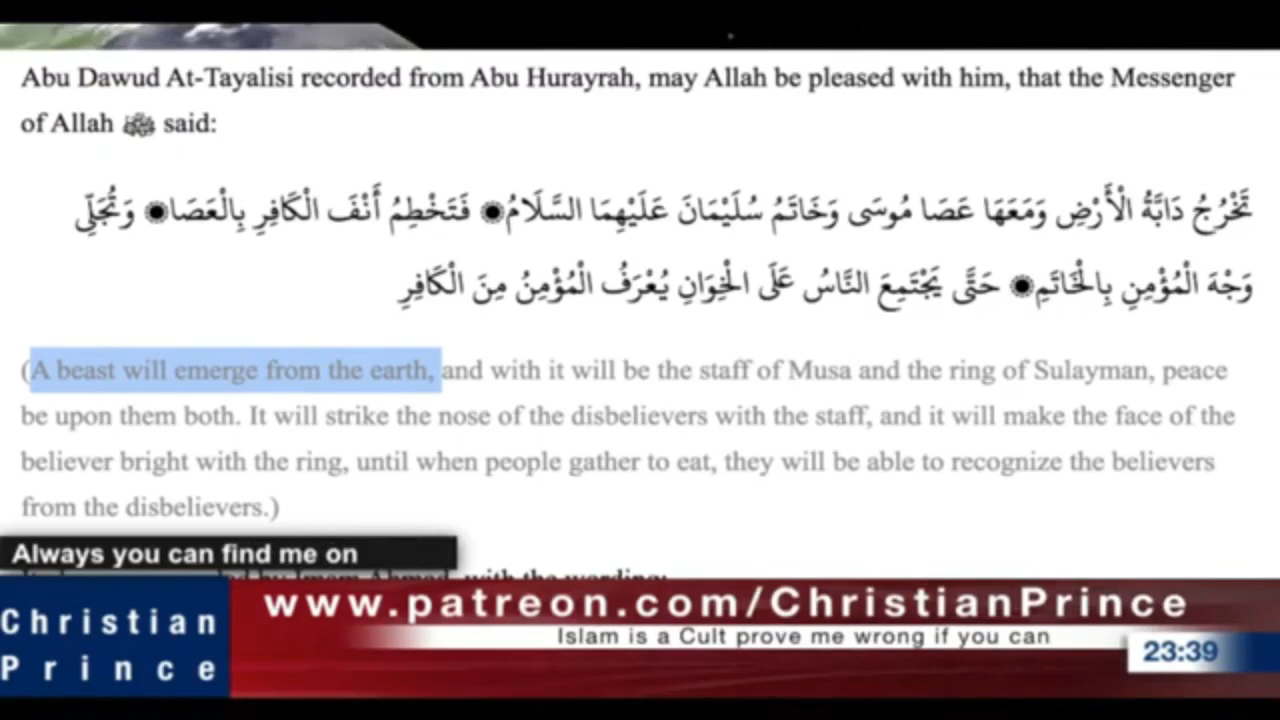 Abu Dawud At-Tayalisi recorded from Abu Hurayrah, may Allah be pleased with him, that the Messenger
of Allah ﷺ said:
تَخْرُجُ دَابَّةُ الْأَرْضِ وَمَعَهَا عَصَا مُوسَى وَخَاتَمُ سُلَيْمَانَ عَلَيْهِمَا السَّلَامُ● فَتَخْطِمُ أَنْفَ الْكَافِرِ بِالْعَصَا● وَتُجَلِّي
وَجْهَ الْمُؤْمِنِ بِالْخَاتَمِ● حَتَّى يَجْتَمِعَ النَّاسُ عَلَى الْخِوَانِ يُعْرَفُ الْمُؤْمِنُ مِنَ الْكَافِرِ
(A beast will emerge from the earth, and with it will be the staff of Musa and the ring of Sulayman, peace
be upon them both. It will strike the nose of the disbelievers with the staff, and it will make the face of the
believer bright with the ring, until when people gather to eat, they will be able to recognize the believers
from the disbelievers.)
Always you can find me on
with the wording:
www.patreon.com/ChristianPrince
Christian
Prince
Islam is a Cult prove me wrong if you can
23:39